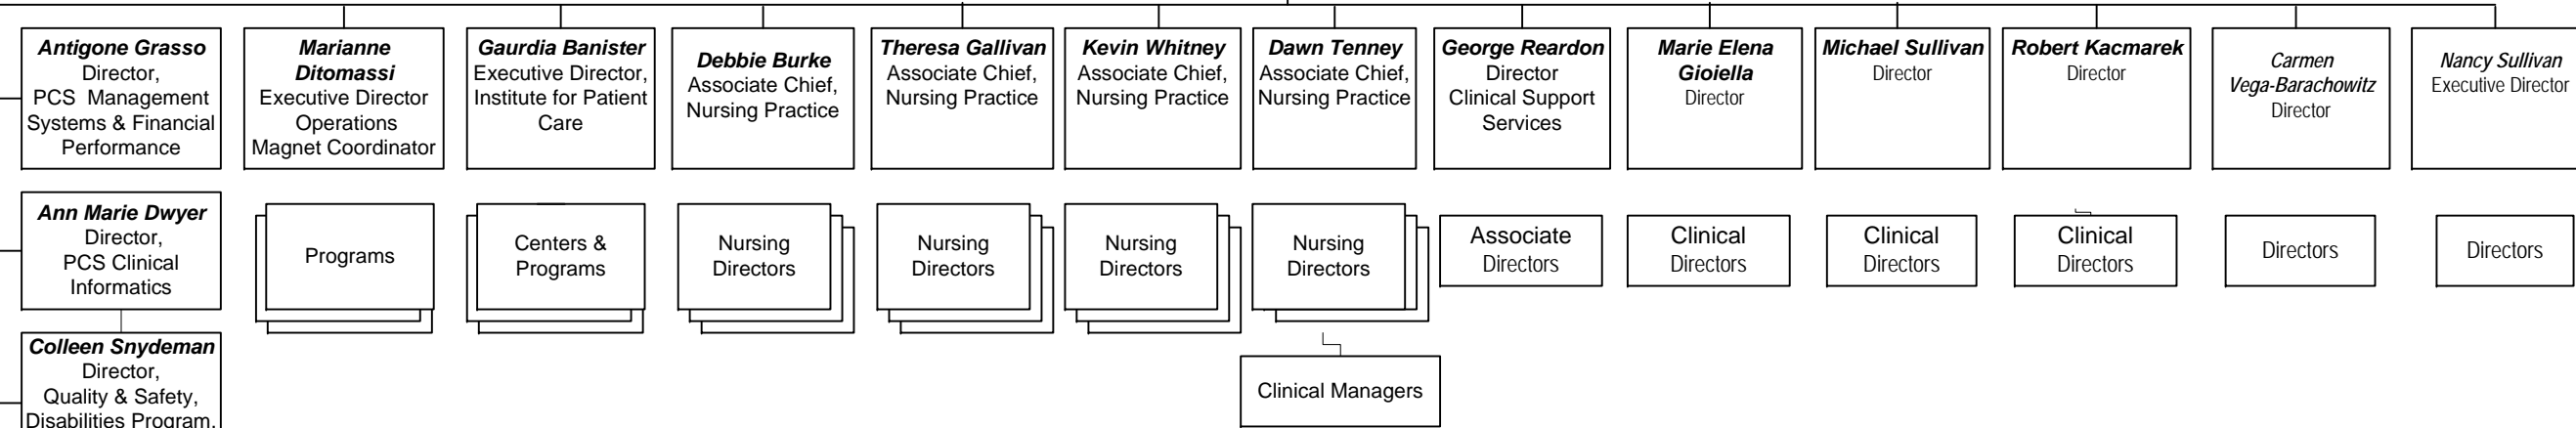 Antigone Grasso
Director,
PCS Management
Systems & Financial
Performance
Marianne
Ditomassi
Executive Director
Operations
Magnet Coordinator
Gaurdia Banister
Executive Director,
Institute for Patient
Care
Debbie Burke
Associate Chief,
Nursing Practice
Theresa Gallivan
Associate Chief,
Nursing Practice
Kevin Whitney
Associate Chief,
Nursing Practice
Dawn Tenney
Associate Chief,
Nursing Practice
George Reardon
Director
Clinical Support
Services
Marie Elena
Gioiella
Director
Michael Sullivan
Director
Robert Kacmarek
Director
Carmen
Vega-Barachowitz
Director
Nancy Sullivan
Executive Director
Ann Marie Dwyer
Director,
PCS Clinical
Informatics
Programs
Centers &
Programs
Nursing
Directors
Nursing
Directors
Nursing
Directors
Nursing
Directors
Associate
Directors
Clinical
Directors
Clinical
Directors
Clinical
Directors
Directors
Directors
Colleen Snydeman
Director,
Quality & Safety,
Disabilities Program,
Clinical Managers